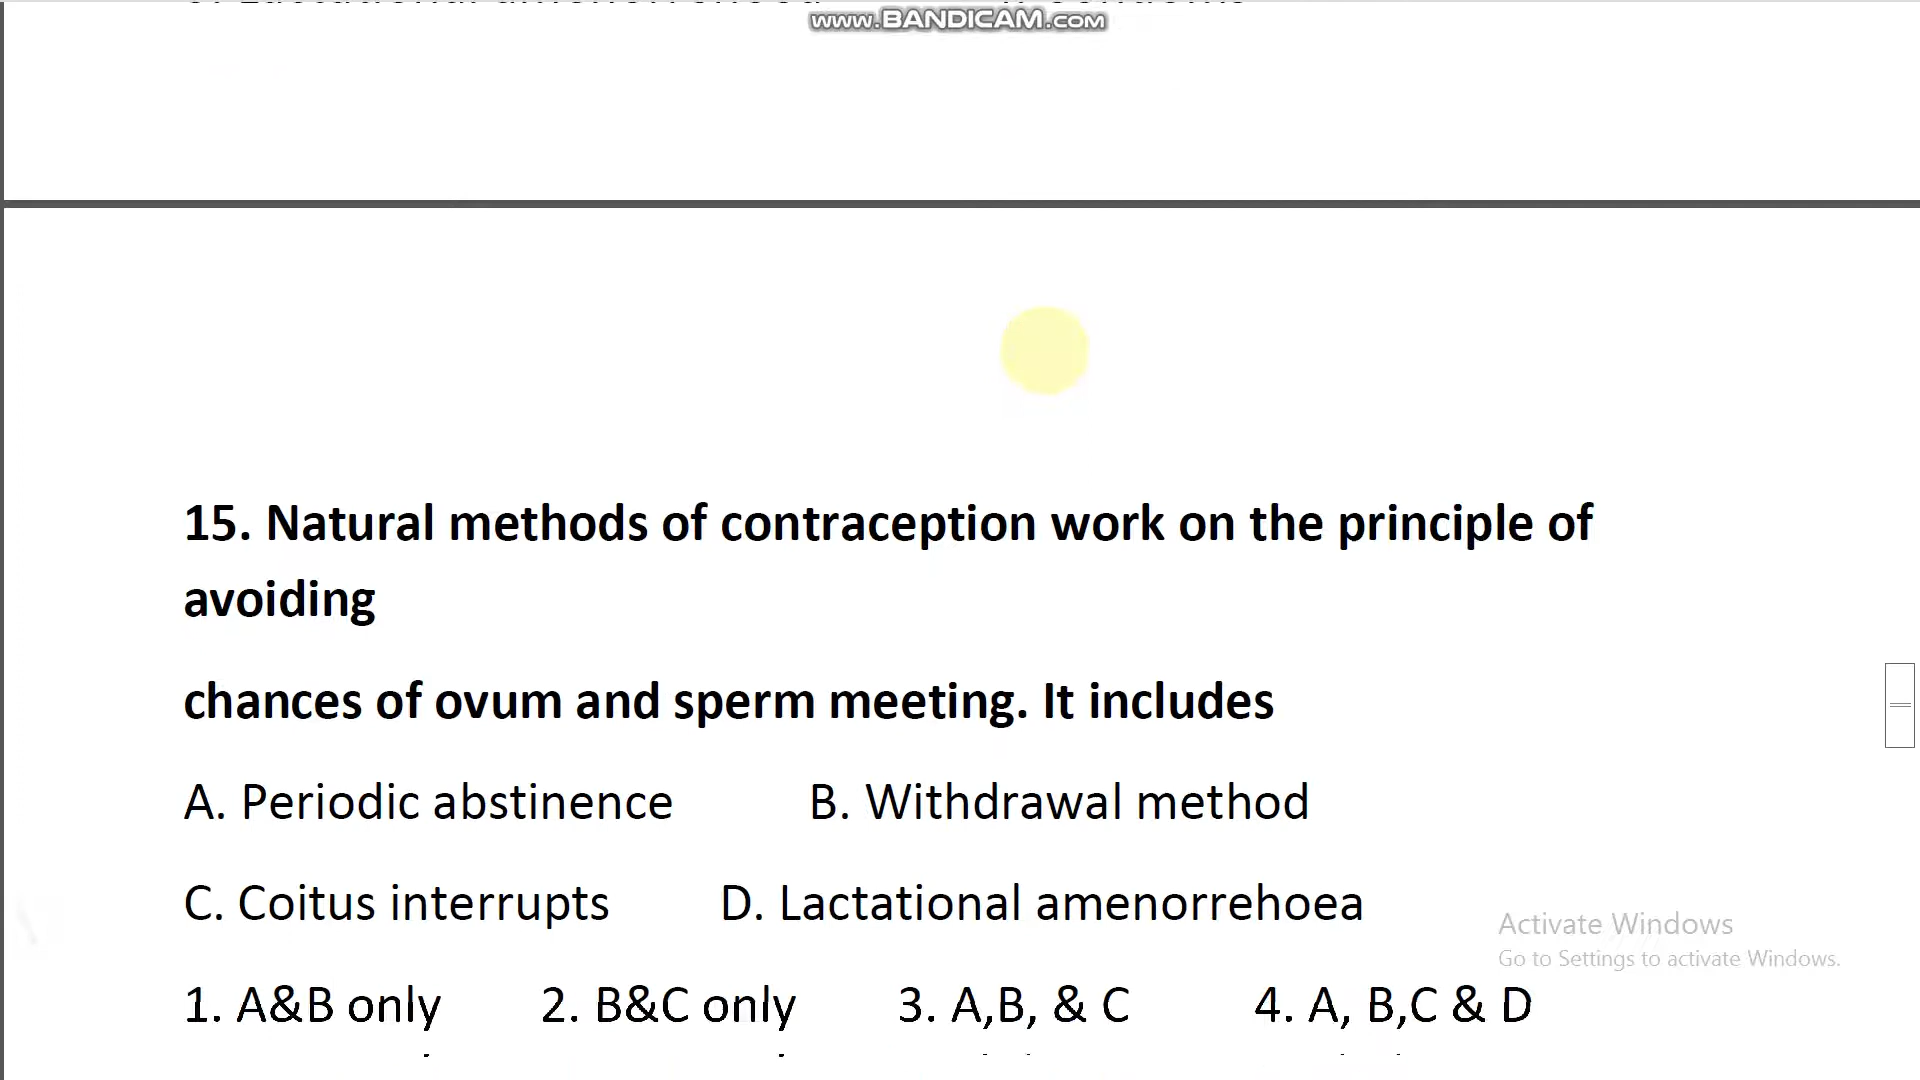 www.BANDICAM.com
15. Natural methods of contraception work on the principle of
avoiding
chances of ovum and sperm meeting. It includes
A. Periodic abstinence B. Withdrawal method
C. Coitus interrupts D. Lactational amenorrehoea
Activate Windows
Go to Settings to activate Windows.
1. A&B only 2. B&C only 3. A,B, & C 4. A, B,C & D